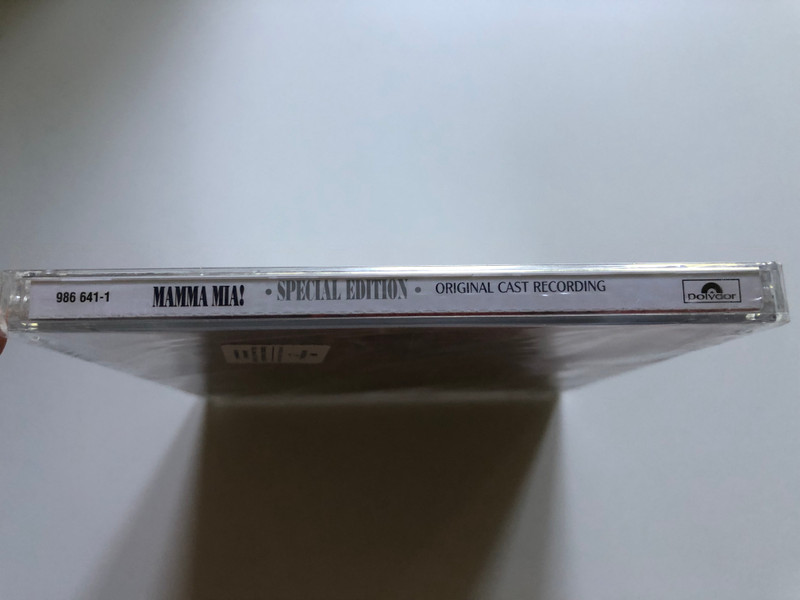 986 641-1 MAMMA MIA! • SPECIAL EDITION • ORIGINAL CAST RECORDING Polydor